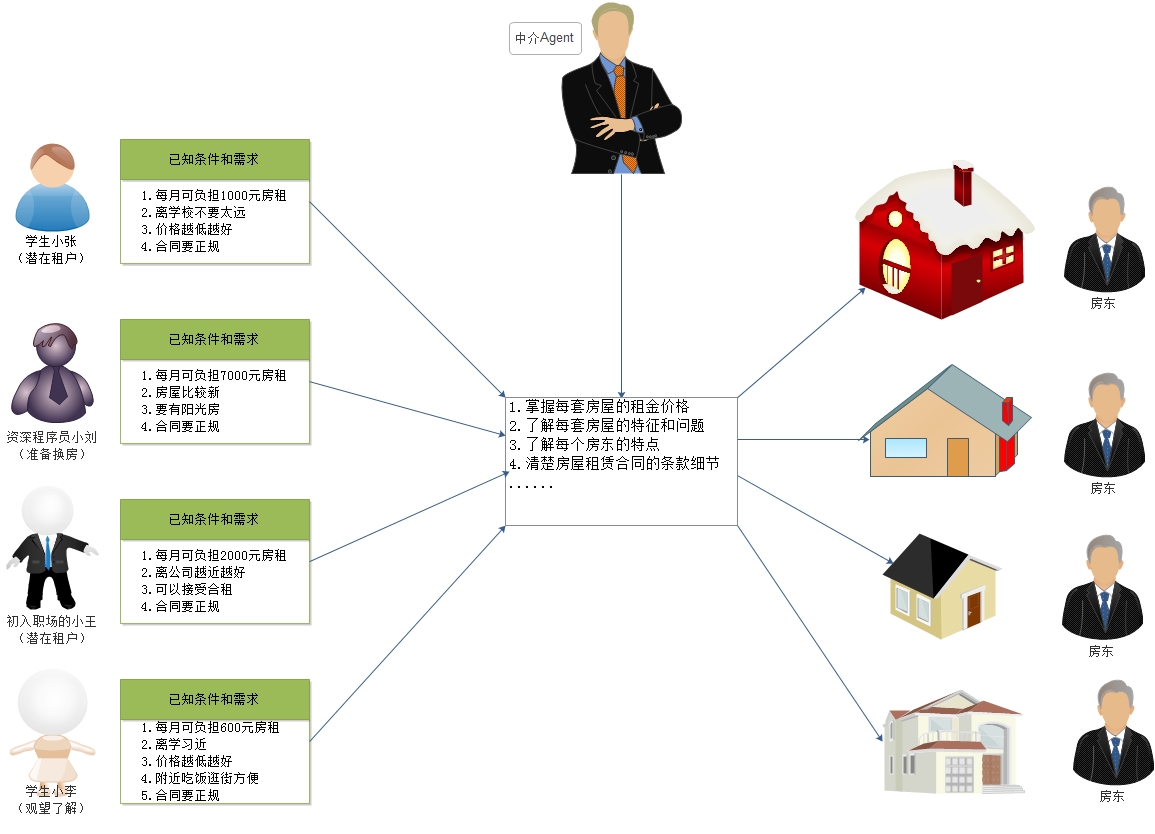 中介Agent
已知条件和需求
1.每月可负担1000元房租
2.离学校不要太远
3.价格越低越好
4.合同要正规
学生小张
(潜在租户)
房东
已知条件和需求
1.每月可负担7000元房租
2.房屋比较新
3.要有阳光房
4.合同要正规
资深程序员小刘
(准备换房)
1.掌握每套房屋的租金价格
2.了解每套房屋的特征和问题
3.了解每个房东的特点
4.清楚房屋租赁合同的条款细节
......
房东
已知条件和需求
1.每月可负担2000元房租
2.离公司越近越好
3.可以接受合租
4.合同要正规
初入职场的小王
(潜在租户)
房东
已知条件和需求
1.每月可负担600元房租
2.离学习近
3.价格越低越好
4.附近吃饭逛街方便
5.合同要正规
学生小李
(观望了解)
房东